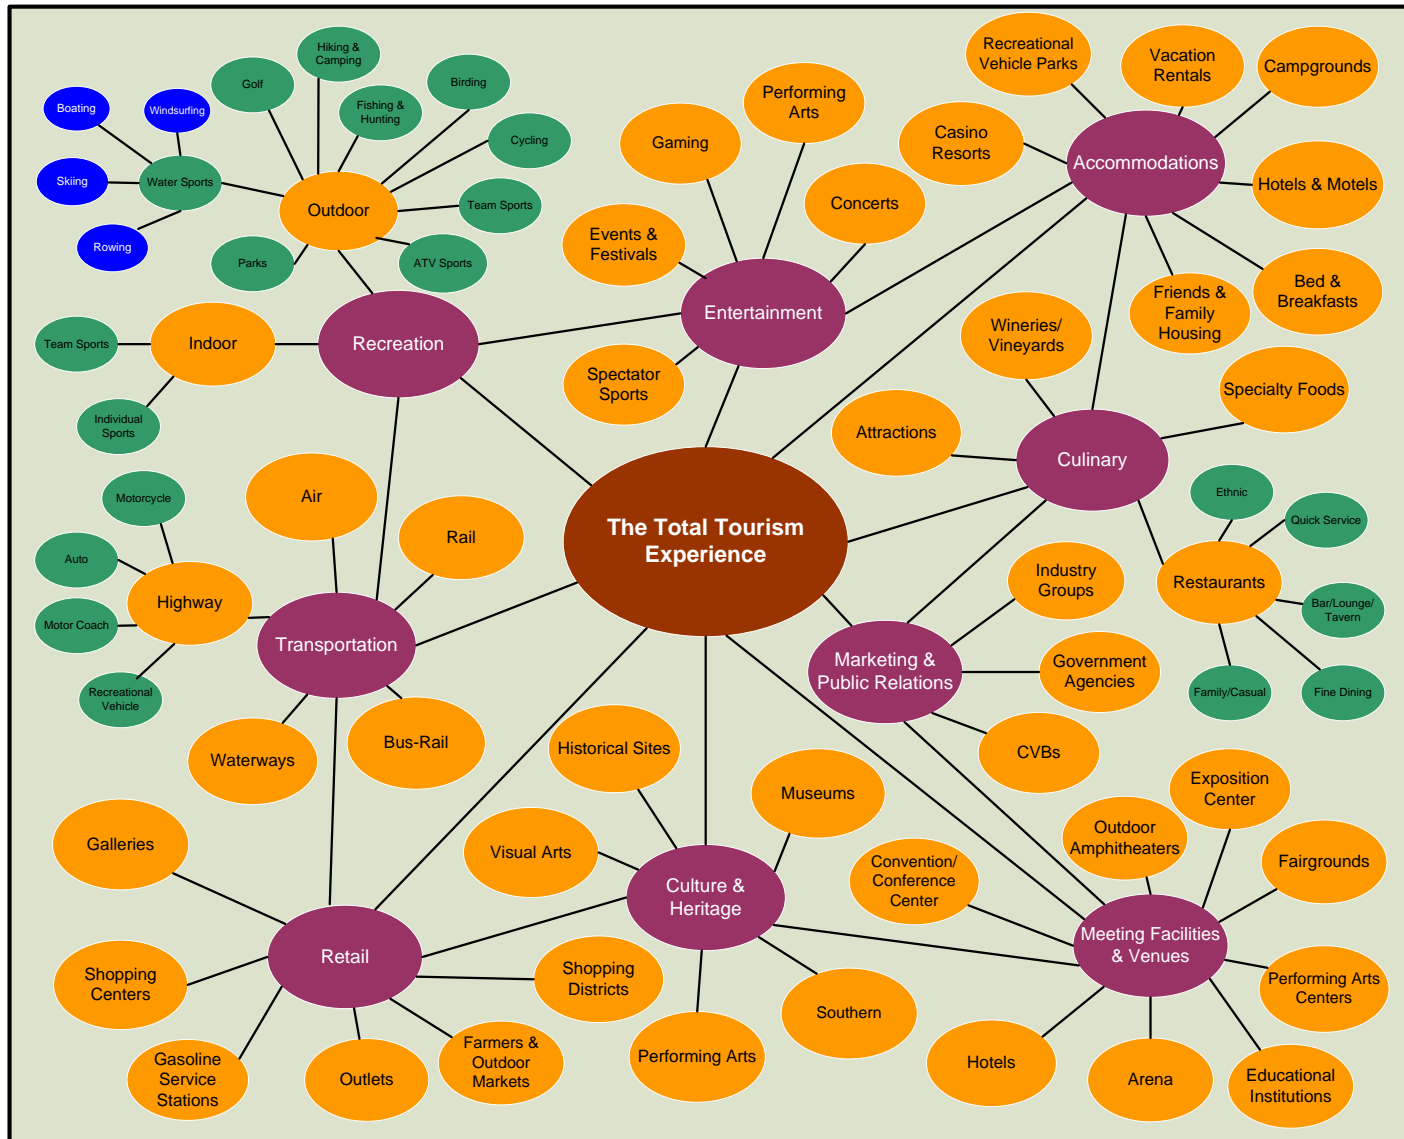 Hiking &
Camping
Golf
Birding
Fishing &
Hunting
Boating
Windsurfing
Cycling
Skiing
Water Sports
Outdoor
Team Sports
Rowing
Parks
ATV Sports
Team Sports
Indoor
Recreation
Individual
Sports
Performing
Arts
Gaming
Concerts
Events &
Festivals
Entertainment
Spectator
Sports
Recreational
Vehicle Parks
Vacation
Rentals
Campgrounds
Casino
Resorts
Accommodations
Hotels & Motels
Bed &
Breakfasts
Friends &
Family
Housing
Wineries/
Vineyards
Specialty Foods
Attractions
Culinary
Ethnic
Quick Service
Restaurants
Bar/Lounge/
Tavern
Family/Casual
Fine Dining
The Total Tourism
Experience
Air
Rail
Motorcycle
Auto
Highway
Motor Coach
Transportation
Recreational
Vehicle
Waterways
Bus-Rail
Industry
Groups
Marketing &
Public Relations
Government
Agencies
CVBs
Historical Sites
Museums
Visual Arts
Culture &
Heritage
Southern
Performing Arts
Galleries
Retail
Shopping
Centers
Shopping
Districts
Gasoline
Service
Stations
Outlets
Farmers &
Outdoor
Markets
Exposition
Center
Outdoor
Amphitheaters
Fairgrounds
Convention/
Conference
Center
Meeting Facilities
& Venues
Performing Arts
Centers
Hotels
Arena
Educational
Institutions